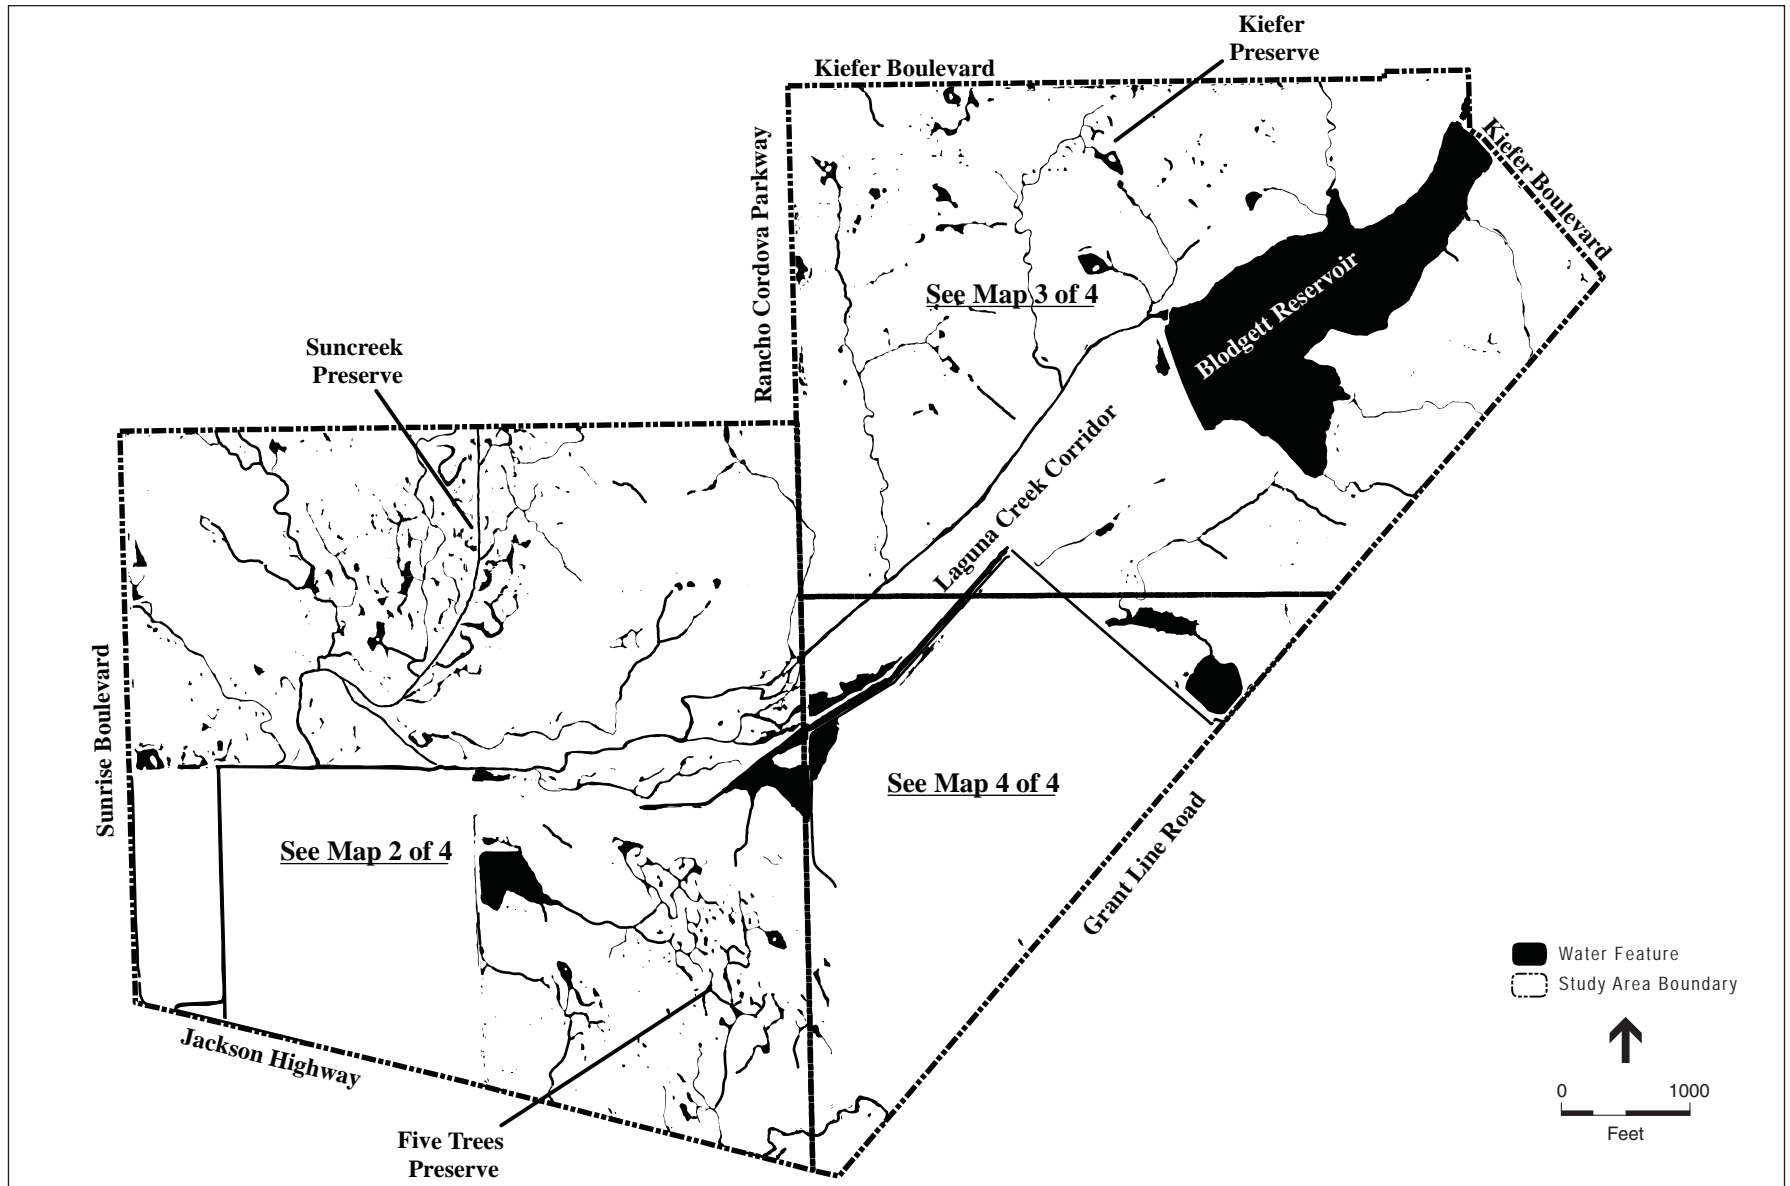 Kiefer
Preserve
Kiefer Boulevard
Kiefer Boulevard
Rancho Cordova Parkway
See Map 3 of 4
Blodgett Reservoir
Suncreek
Preserve
Laguna Creek Corridor
Sunrise Boulevard
See Map 4 of 4
See Map 2 of 4
Grant Line Road
Water Feature
Study Area Boundary
Jackson Highway
0 1000
Feet
Five Trees
Preserve